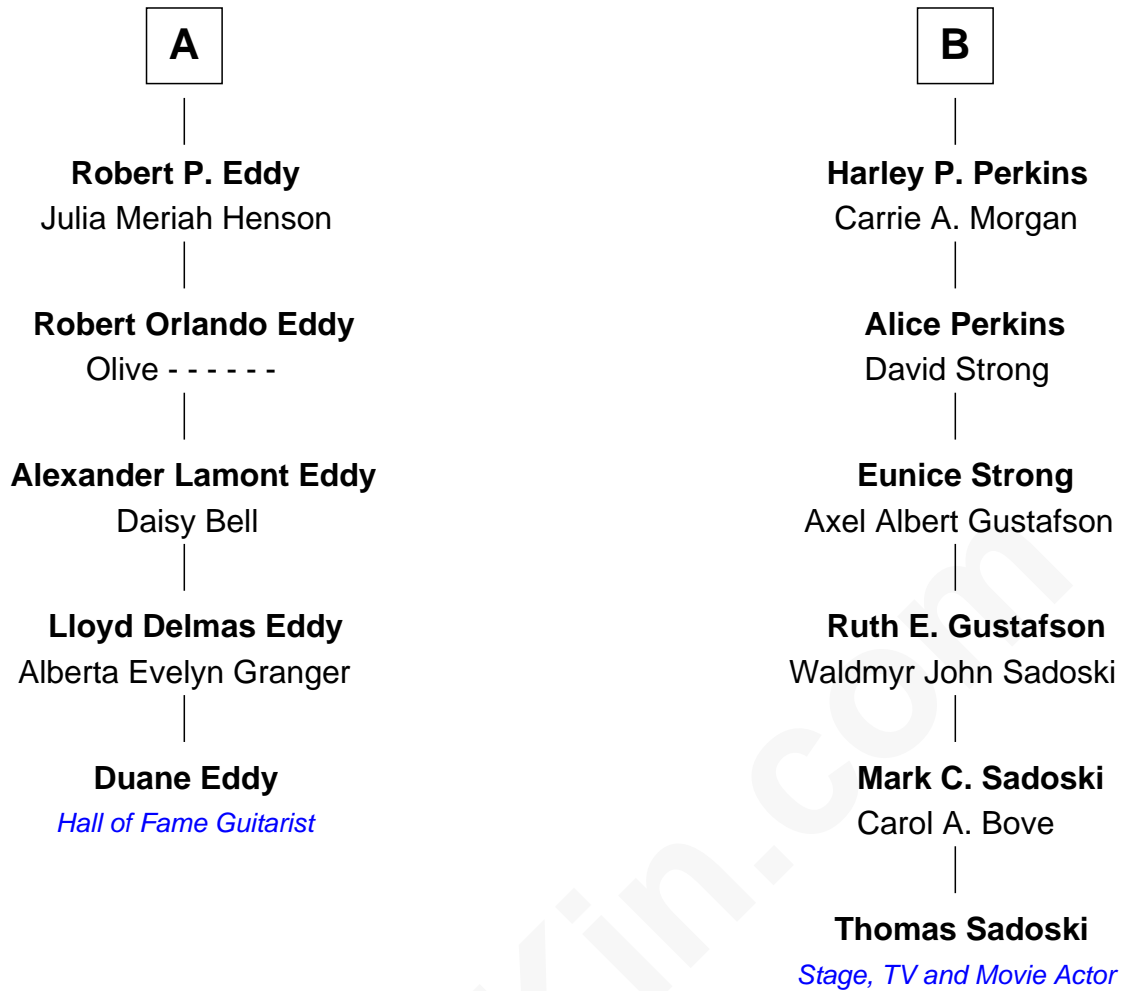 A
Robert P. Eddy
Julia Meriah Henson
Robert Orlando Eddy
Olive - - - - - -
Alexander Lamont Eddy
Daisy Bell
Lloyd Delmas Eddy
Alberta Evelyn Granger
Duane Eddy
Hall of Fame Guitarist
B
Harley P. Perkins
Carrie A. Morgan
Alice Perkins
David Strong
Eunice Strong
Axel Albert Gustafson
Ruth E. Gustafson
Waldmyr John Sadoski
Mark C. Sadoski
Carol A. Bove
Thomas Sadoski
Stage, TV and Movie Actor
Kin.com